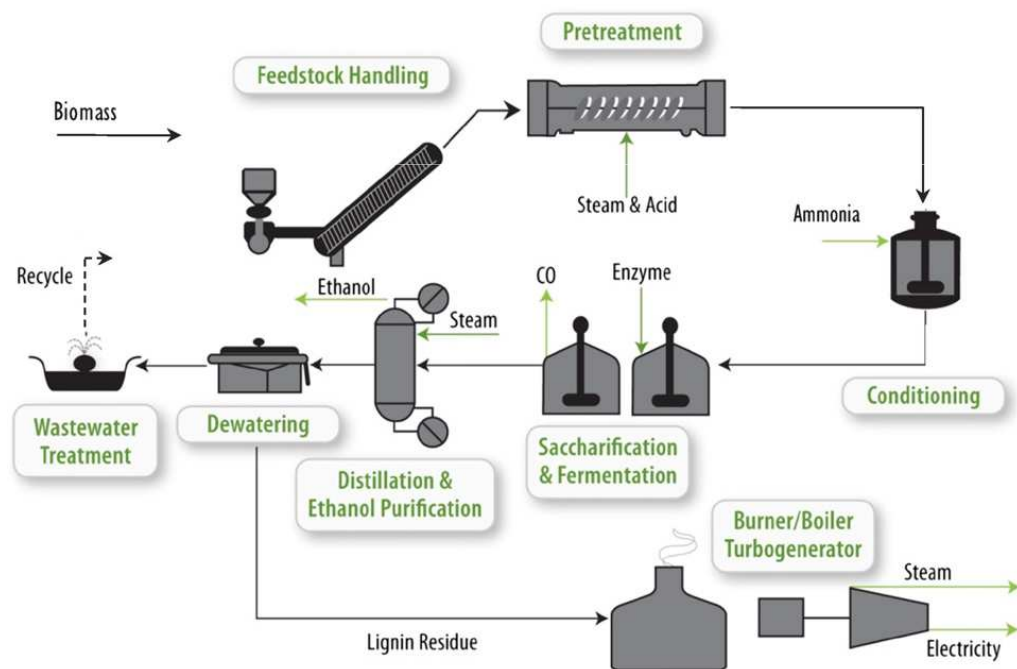 Pretreatment
Feedstock Handling
Biomass
Steam & Acid
Ammonia
Recycle
Ethanol
CO
Enzyme
Steam
Conditioning
Wastewater
Treatment
Dewatering
Saccharification
& Fermentation
Distillation &
Ethanol Purification
Burner/Boiler
Turbogenerator
Steam
Lignin Residue
Electricity